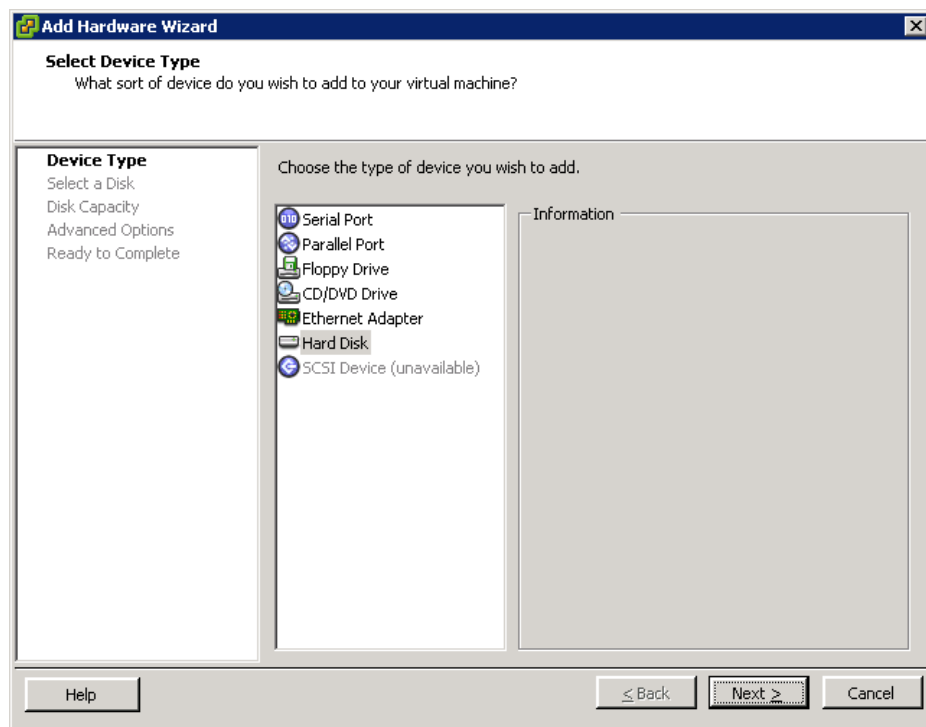 Add Hardware Wizard
Select Device Type
What sort of device do you wish to add to your virtual machine?
Device Type
Select a Disk
Disk Capacity
Advanced Options
Ready to Complete
Choose the type of device you wish to add.
010 Serial Port
Parallel Port
Floppy Drive
CD/DVD Drive
Ethernet Adapter
Hard Disk
SCSI Device (unavailable)
Information
Help
< Back
Next >
Cancel